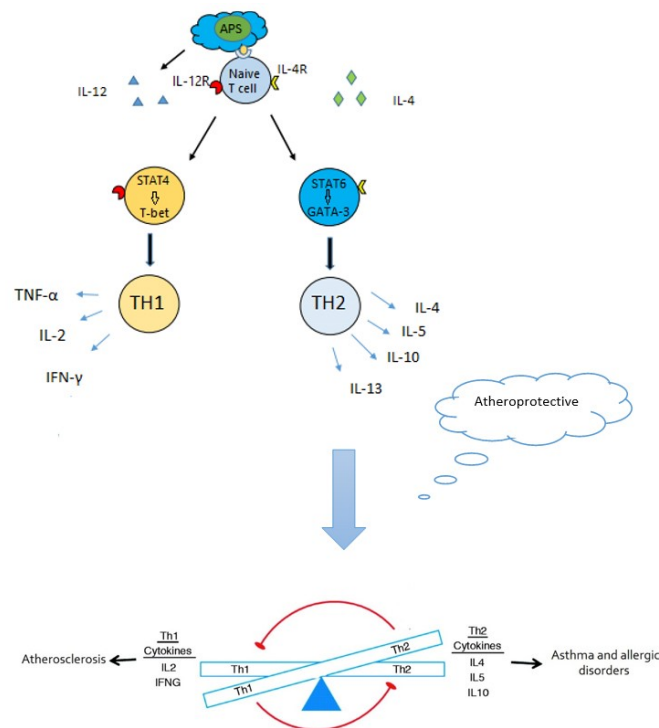 APS
IL-12
IL-12R
Naive
T cell
IL-4R
IL-4
STAT4
T-bet
STAT6
GATA-3
TNF-α
IL-2
IFN-γ
TH1
TH2
IL-4
IL-5
IL-10
IL-13
Atheroprotective
Atherosclerosis
Th1
Cytokines
IL2
IFNG
Th1
Th1
Th2
Th2
Th2
Cytokines
IL4
IL5
IL10
Asthma and allergic
disorders